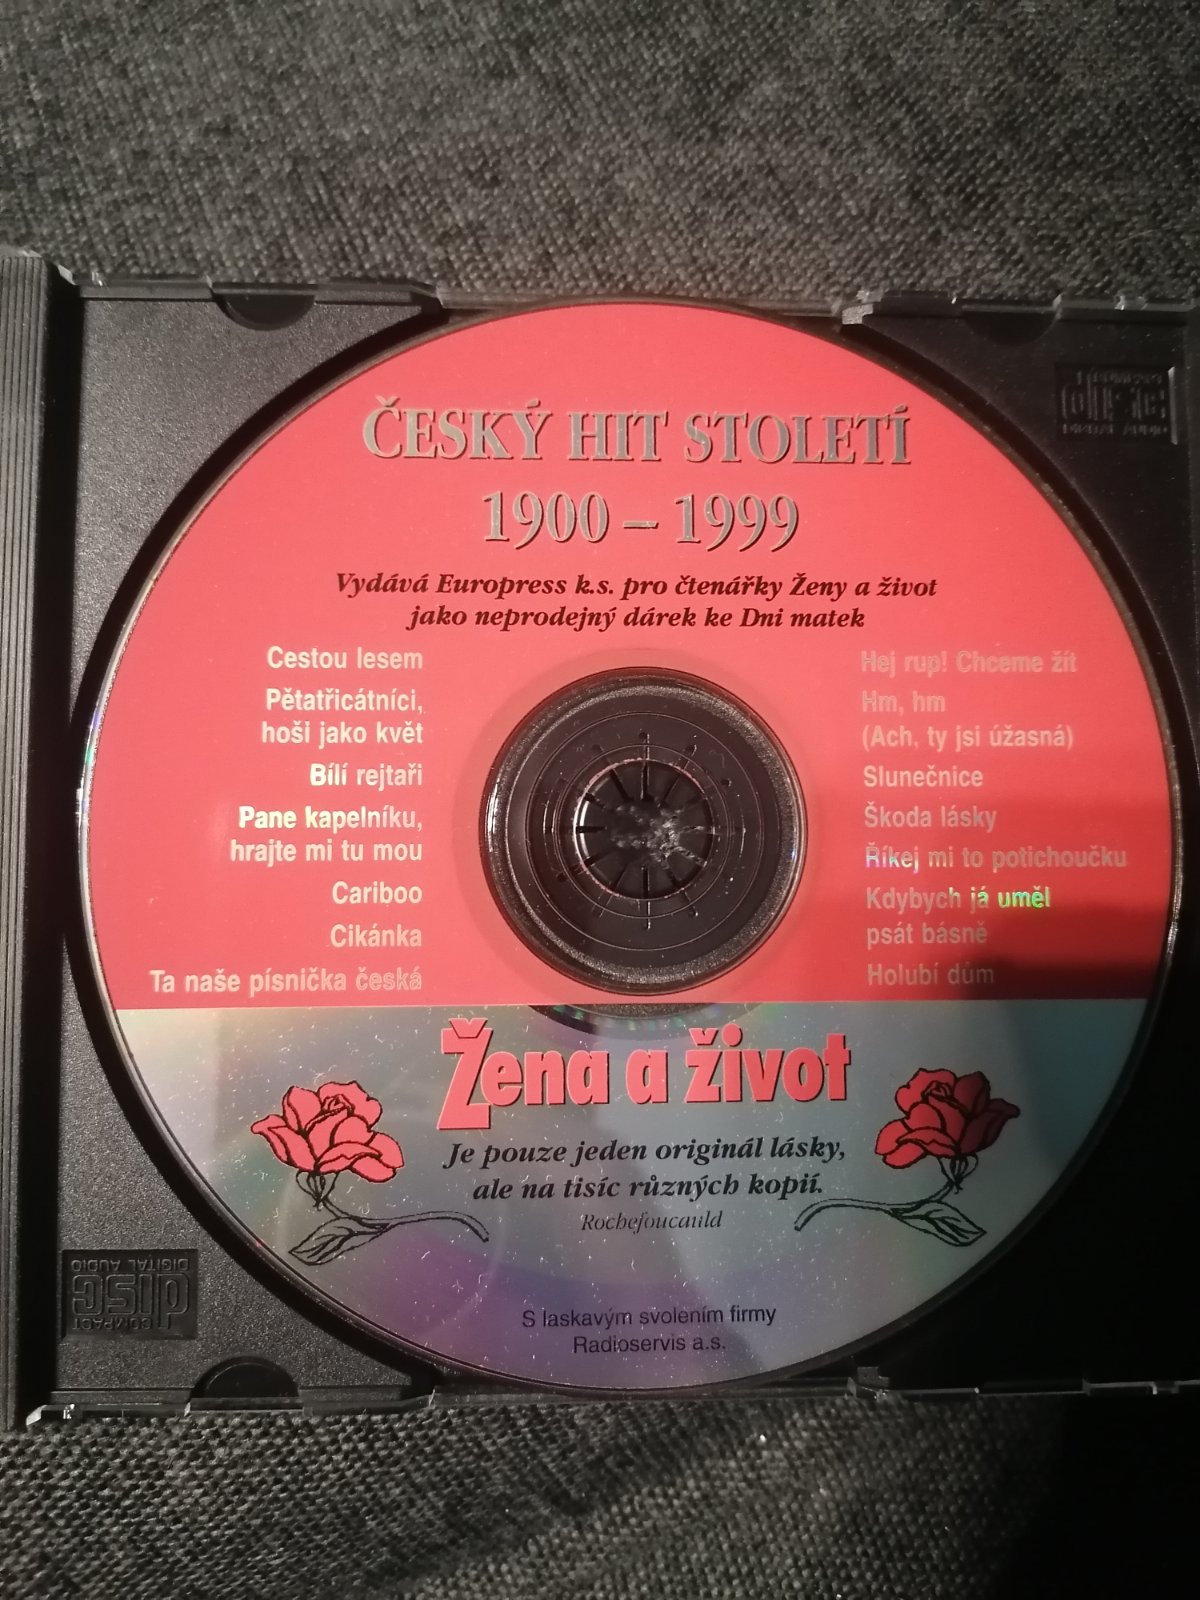 ČESKÝ HIT STOLETÍ
1900 – 1999
Vydává Europress k.s. pro čtenářky Ženy a život
jako neprodejný dárek ke Dni matek
Cestou lesem
Pětatřicátníci,
hoši jako květ
Bílí rejtaři
Pane kapelníku,
hrajte mi tu mou
Cariboo
Cikánka
Ta naše písnička česká
Hej rup! Chceme žít
Hm, hm
(Ach, ty jsi úžasná)
Slunečnice
Škoda lásky
Říkej mi to potichoučku
Kdybych já uměl
psát básně
Holubí dům
Žena a život
Je pouze jeden originál lásky,
ale na tisíc různých kopií.
Rochefoucauld
S laskavým svolením firmy
Radioservis a.s.
COMPACT
disc
DIGITAL AUDIO
COMPACT
disc
DIGITAL AUDIO